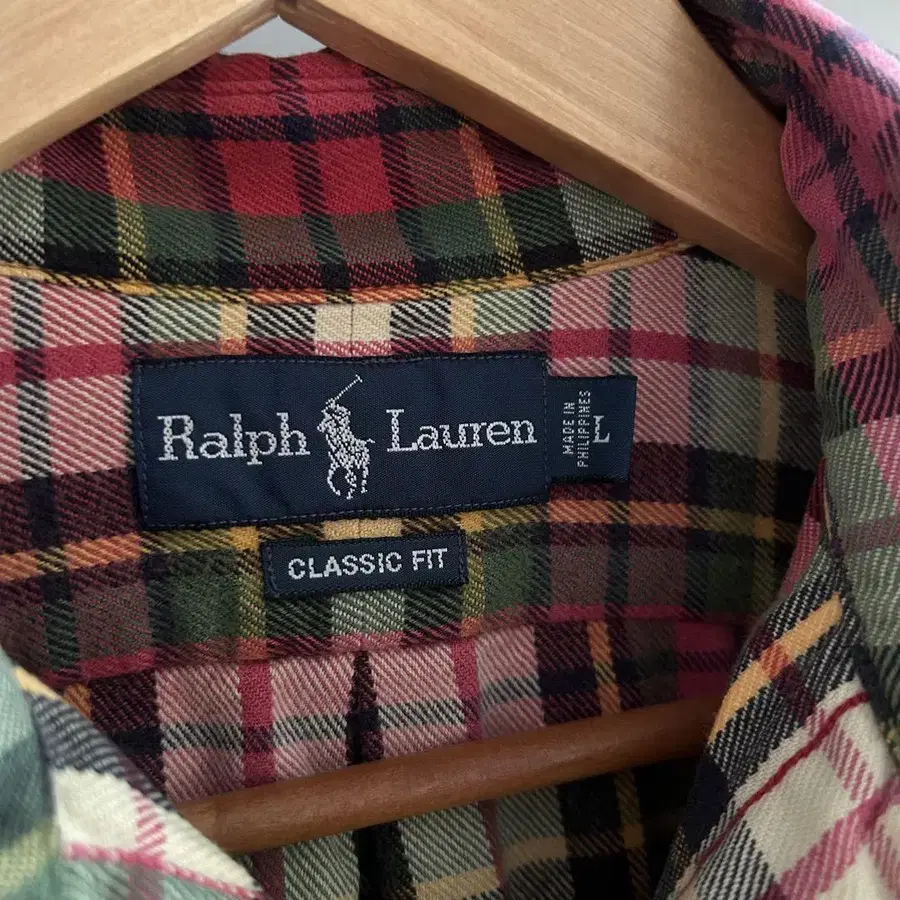 Ralph Lauren
MADE IN
PHILIPPINES
L
CLASSIC FIT